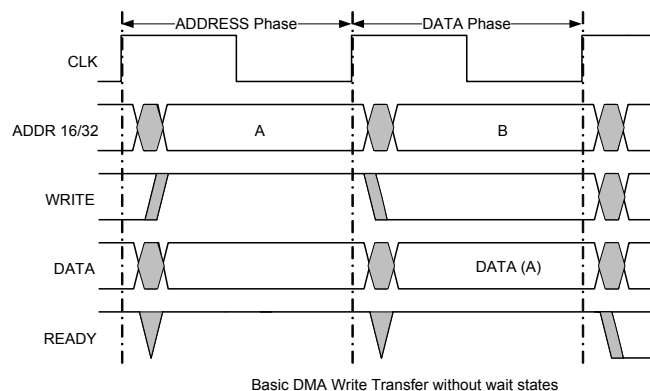 ADDRESS Phase DATA Phase
CLK
ADDR 16/32 A B
WRITE
DATA DATA (A)
READY
Basic DMA Write Transfer without wait states